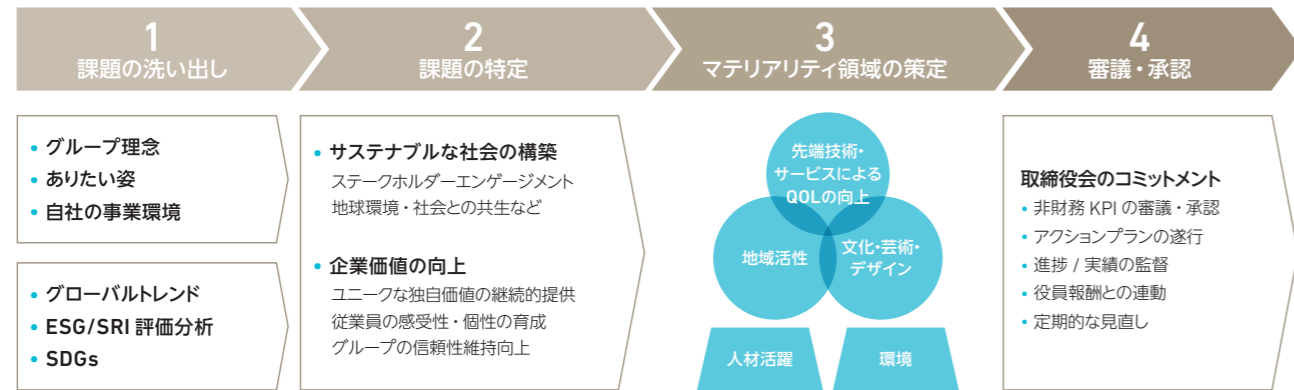 1
課題の洗い出し
2
課題の特定
3
マテリアリティ領域の策定
4
審議・承認
• グループ理念
• ありたい姿
• 自社の事業環境
• グローバルトレンド
• ESG/SRI 評価分析
• SDGs
• サステナブルな社会の構築
ステークホルダーエンゲージメント
地球環境・社会との共生など
• 企業価値の向上
ユニークな独自価値の継続的提供
従業員の感受性・個性の育成
グループの信頼性維持向上
先端技術・
サービスによる
QOLの向上
地域活性
文化・芸術・
デザイン
人材活躍
環境
取締役会のコミットメント
• 非財務 KPI の審議・承認
• アクションプランの遂行
• 進捗 / 実績の監督
• 役員報酬との連動
• 定期的な見直し